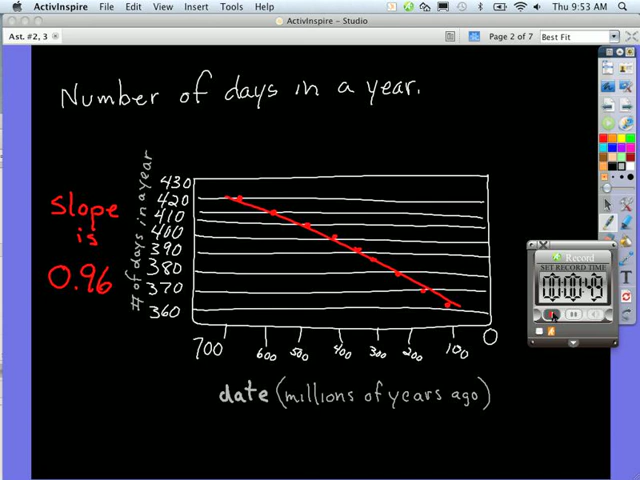 ActivInspire File Edit View Insert Tools Help Thu 9:53 AM
ActivInspire - Studio
Ast. #2, 3 Page 2 of 7 Best Fit
Number of days in a year.
Slope
is
0.96
# of days in a year
430
420
410
400
390
380
370
360
700 600 500 400 300 200 100 0
date (millions of years ago)
Record
SET RECORD TIME